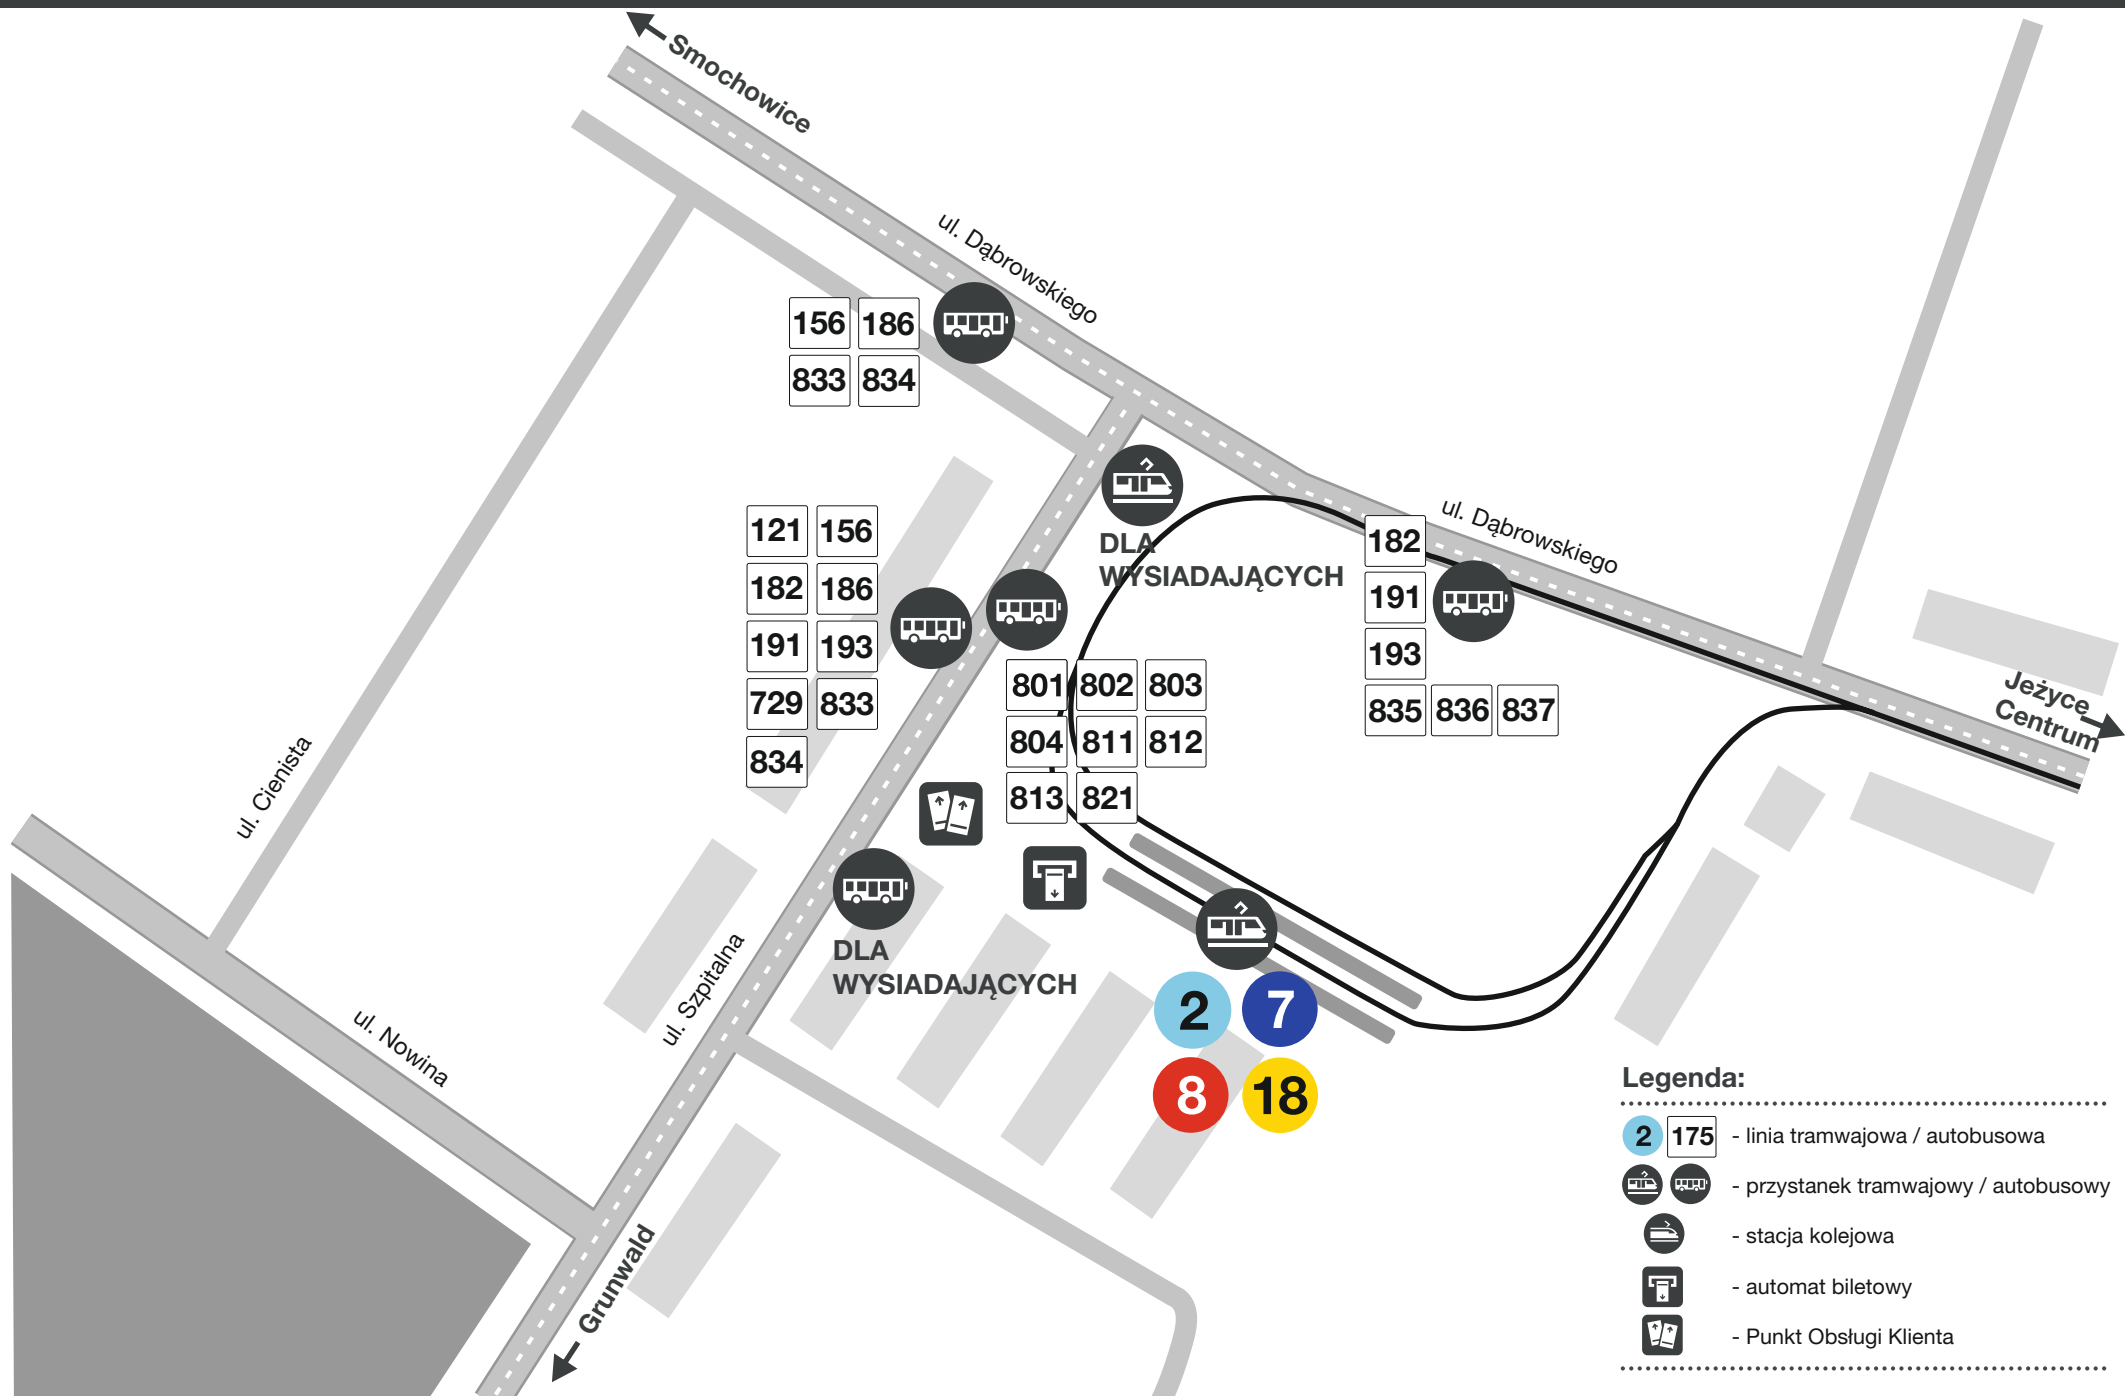 Smochowice
ul. Dąbrowskiego
156 186
833 834
DLA
WYSIADAJĄCYCH
ul. Dąbrowskiego
121 156
182 186
191 193
729 833
834
182
191
193
835 836 837
801 802 803
804 811 812
813 821
Jeżyce
Centrum
ul. Cienista
DLA
WYSIADAJĄCYCH
ul. Szpitalna
ul. Nowina
2 7
8 18
Grunwald
Legenda:
2 175 - linia tramwajowa / autobusowa
- przystanek tramwajowy / autobusowy
- stacja kolejowa
- automat biletowy
- Punkt Obsługi Klienta